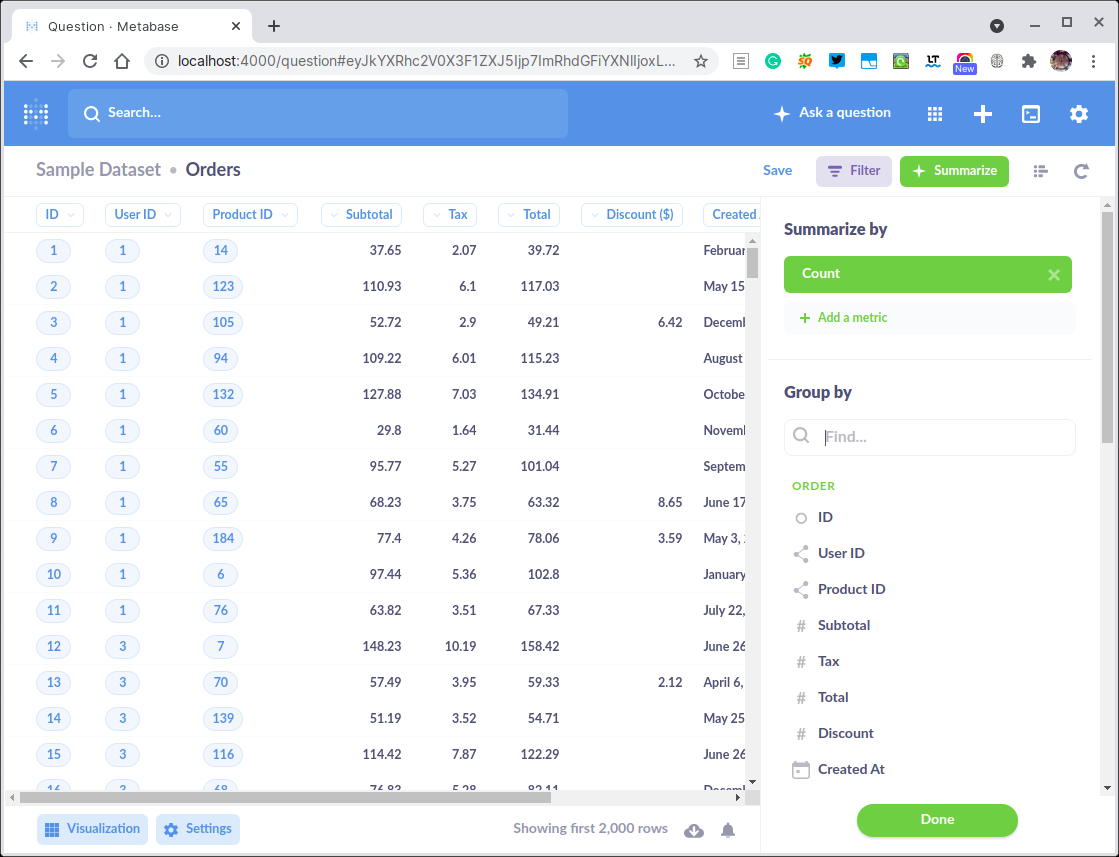 Question · Metabase
localhost:4000/question#eyJkYXRhc2V0X3F1ZXJ5Ijp7ImRhdGFiYXNlIjoxL...
New
Search...
Ask a question
Sample Dataset • Orders
Save
Filter
Summarize
ID User ID Product ID Subtotal Tax Total Discount ($) Created
1 1 14 37.65 2.07 39.72 Februar
2 1 123 110.93 6.1 117.03 May 15
3 1 105 52.72 2.9 49.21 6.42 Decemb
4 1 94 109.22 6.01 115.23 August
5 1 132 127.88 7.03 134.91 Octobe
6 1 60 29.8 1.64 31.44 Novem
7 1 55 95.77 5.27 101.04 Septem
8 1 65 68.23 3.75 63.32 8.65 June 17
9 1 184 77.4 4.26 78.06 3.59 May 3,
10 1 6 97.44 5.36 102.8 January
11 1 76 63.82 3.51 67.33 July 22,
12 3 7 148.23 10.19 158.42 June 26
13 3 70 57.49 3.95 59.33 2.12 April 6,
14 3 139 51.19 3.52 54.71 May 25
15 3 116 114.42 7.87 122.29 June 26
16 3 68 76.83 5.28 82.11 Decem
Visualization
Settings
Showing first 2,000 rows
Summarize by
Count
Add a metric
Group by
Find...
ORDER
ID
User ID
Product ID
# Subtotal
# Tax
# Total
# Discount
Created At
Done